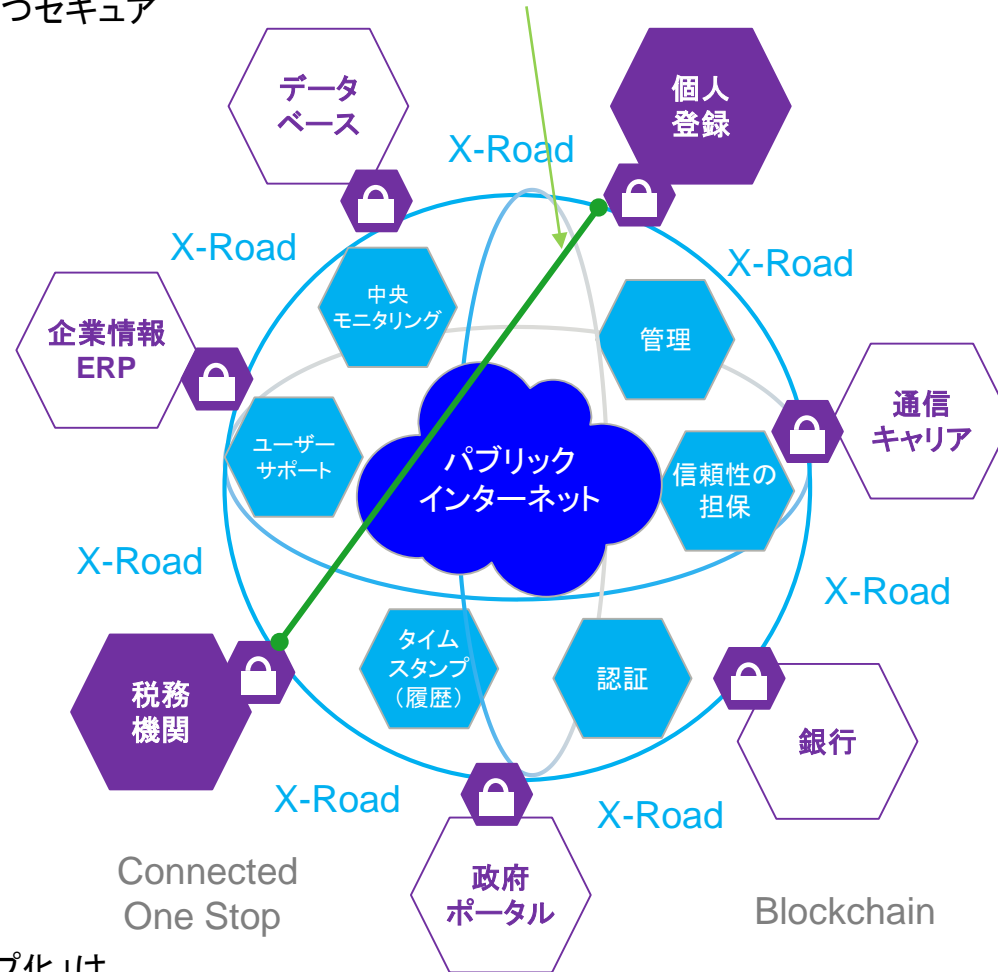 つセキュア
データ
ベース
個人
登録
X-Road
X-Road
X-Road
中央
モニタリング
管理
企業情報
ERP
通信
キャリア
ユーザー
サポート
パブリック
インターネット
信頼性の
担保
X-Road
X-Road
タイム
スタンプ
（履歴）
認証
税務
機関
銀行
X-Road
X-Road
Connected
One Stop
政府
ポータル
Blockchain
プ化」は